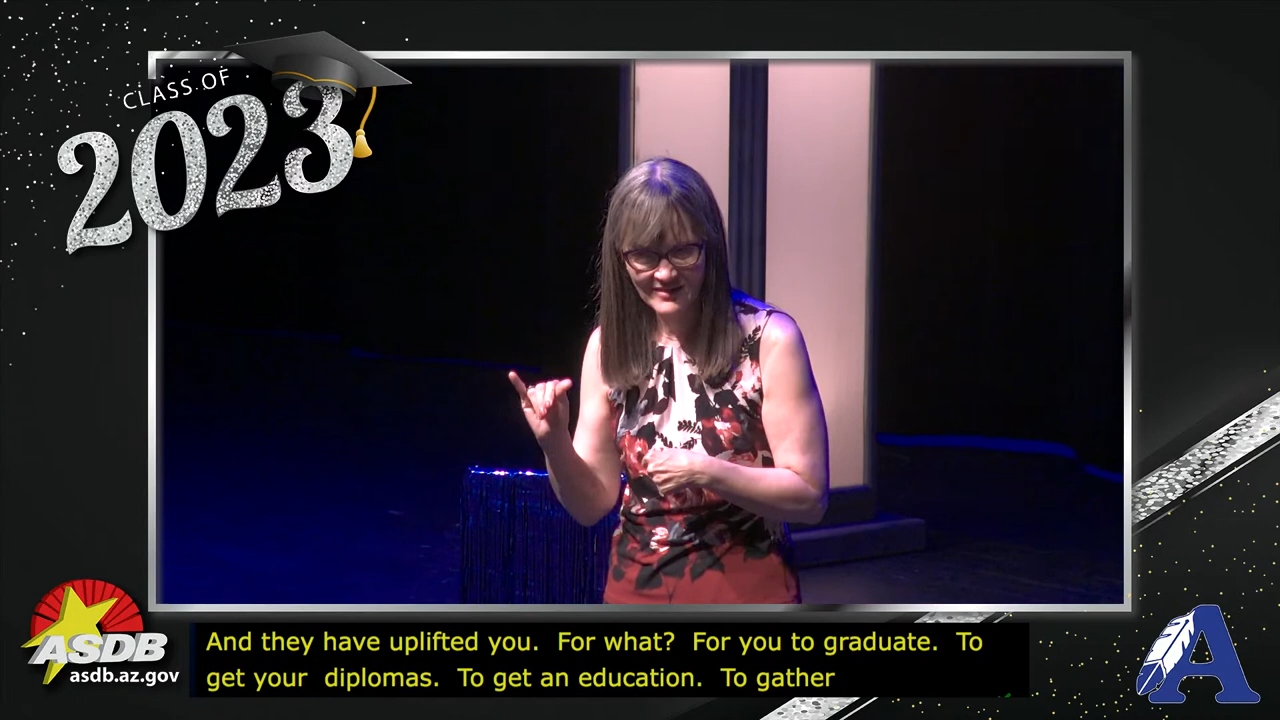 CLASS OF
2023
And they have uplifted you.  For what?  For you to graduate.  To
get your  diplomas.  To get an education.  To gather
ASDB
asdb.az.gov
A